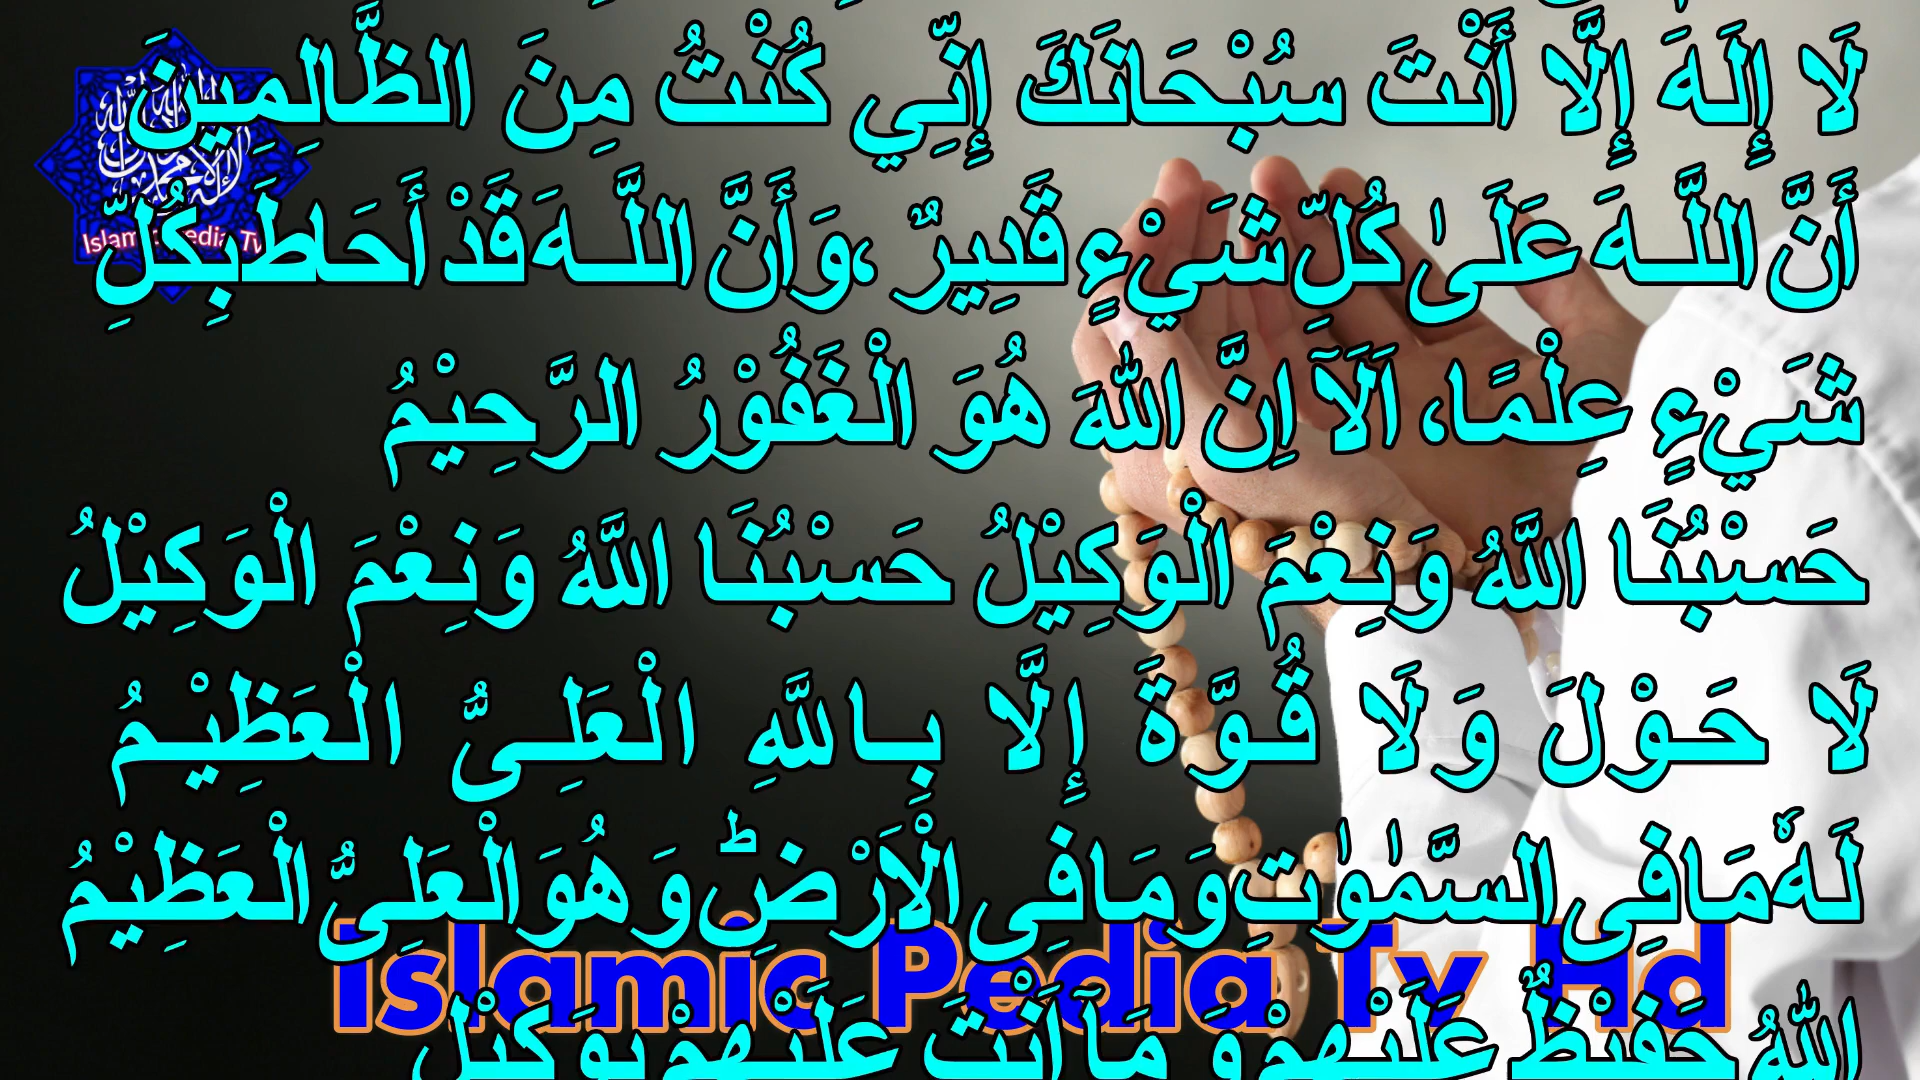 لَا إِلَهَ إِلَّا أَنْتَ سُبْحَانَكَ إِنِّي كُنْتُ مِنَ الظَّالِمِينَ
أَنَّ اللَّـهَ عَلَىٰ كُلِّ شَيْءٍ قَدِيرٌ ،وَأَنَّ اللَّـهَ قَدْ أَحَاطَ بِكُلِّ
شَيْءٍ عِلْمًا، اَلَآ اِنَّ اللّٰهَ هُوَ الْغَفُوْرُ الرَّحِيْمُ
حَسْبُنَا اللَّهُ وَنِعْمَ الْوَكِيْلُ حَسْبُنَا اللَّهُ وَنِعْمَ الْوَكِيْلُ
لَا حَوْلَ وَلَا قُوَّةَ إِلَّا بِاللَّهِ الْعَلِىُّ الْعَظِيْمُ
لَهٗ مَا فِى السَّمٰوٰتِ وَمَا فِى الْاَرْضِؕ وَهُوَ الْعَلِىُّ الْعَظِيْمُ
اللّٰهُ حَفِيْظٌ عَلَيْهِمْ وَ مَآ اَنْتَ عَلَيْهِمْ بِوَكِيْلٍ
Islamic Pedia Tv
Islamic Pedia Tv Hd